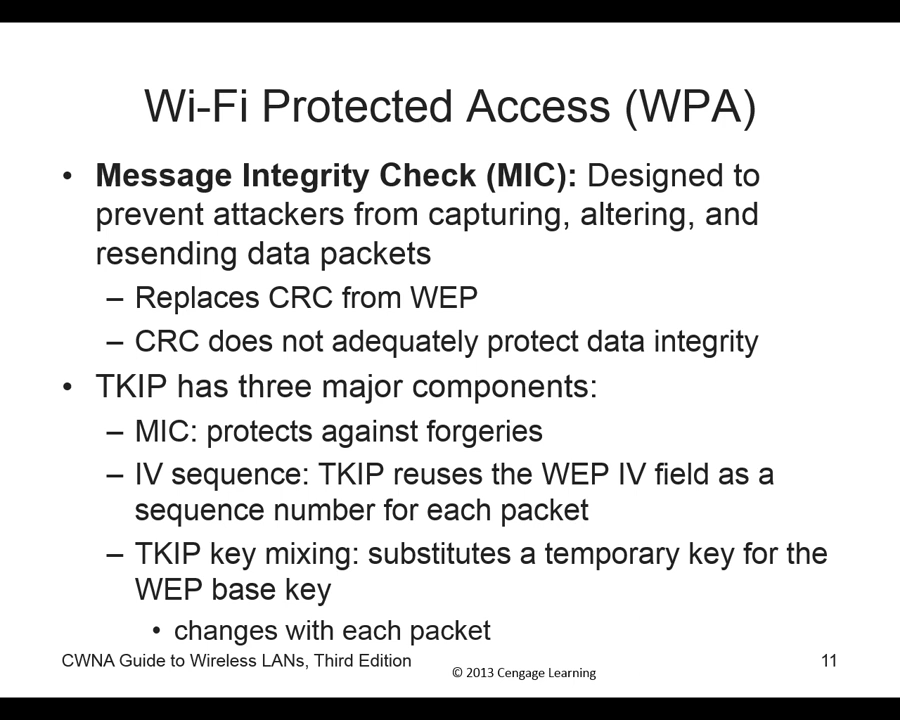 Wi-Fi Protected Access (WPA)
• Message Integrity Check (MIC): Designed to
prevent attackers from capturing, altering, and
resending data packets
– Replaces CRC from WEP
– CRC does not adequately protect data integrity
• TKIP has three major components:
– MIC: protects against forgeries
– IV sequence: TKIP reuses the WEP IV field as a
sequence number for each packet
– TKIP key mixing: substitutes a temporary key for the
WEP base key
• changes with each packet
CWNA Guide to Wireless LANs, Third Edition
© 2013 Cengage Learning
11